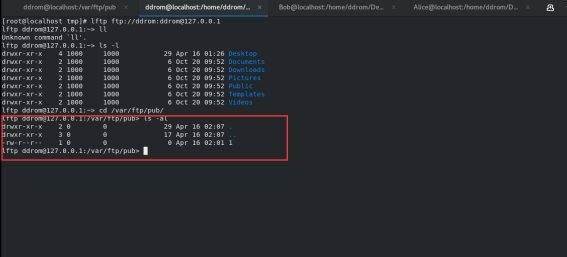 ddrom@localhost:/var/ftp/pub × ddrom@localhost:/home/ddrom/... × Bob@localhost:/home/ddrom/De... × Alice@localhost:/home/ddrom/D... ×
[root@localhost tmp]# lftp ftp://ddrom:ddrom@127.0.0.1
lftp ddrom@127.0.0.1:~> ll
Unknown command `ll'.
lftp ddrom@127.0.0.1:~> ls -l
drwxr-xr-x 4 1000 1000 29 Apr 16 01:26 Desktop
drwxr-xr-x 2 1000 1000 6 Oct 20 09:52 Documents
drwxr-xr-x 2 1000 1000 6 Oct 20 09:52 Downloads
drwxr-xr-x 2 1000 1000 6 Oct 20 09:52 Pictures
drwxr-xr-x 2 1000 1000 6 Oct 20 09:52 Public
drwxr-xr-x 2 1000 1000 6 Oct 20 09:52 Templates
drwxr-xr-x 2 1000 1000 6 Oct 20 09:52 Videos
lftp ddrom@127.0.0.1:~> cd /var/ftp/pub/
lftp ddrom@127.0.0.1:/var/ftp/pub> ls -al
drwxr-xr-x 2 0 0 29 Apr 16 02:07 .
drwxr-xr-x 3 0 0 17 Apr 16 02:07 ..
-rw-r--r-- 1 0 0 0 Apr 16 02:01 1
lftp ddrom@127.0.0.1:/var/ftp/pub>